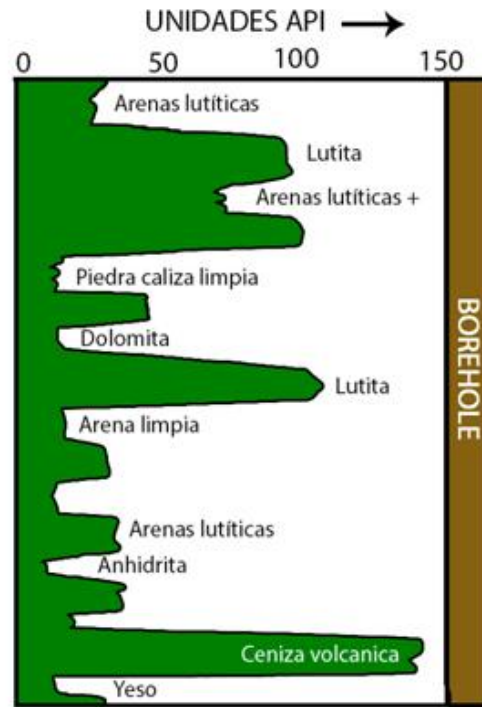 UNIDADES API
0 50 100 150
Arenas lutíticas
Lutita
Arenas lutíticas +
Piedra caliza limpia
Dolomita
Lutita
Arena limpia
Arenas lutíticas
Anhidrita
Ceniza volcanica
Yeso
BOREHOLE